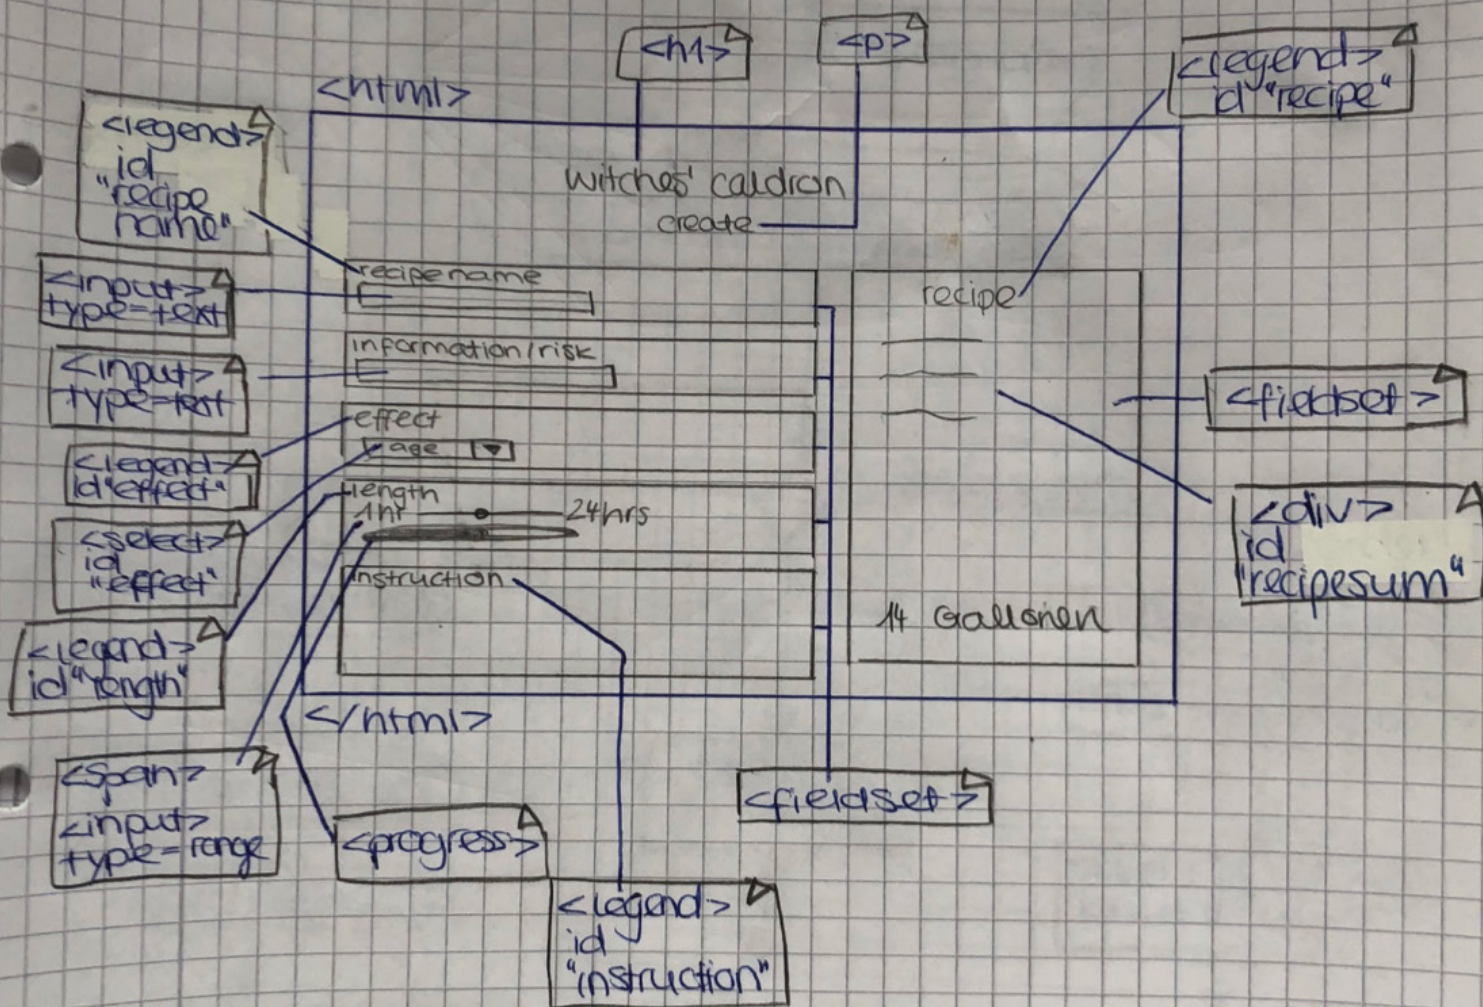 <h1>
<p>
<legend>
id "recipe"
<html>
<legend>
id
"recipe
name"
witches' caldron
create
<input>
type=text
recipe name
recipe
<input>
type=text
information/risk
<fieldset>
effect
age
<legend>
id "effect"
length
1hr
24hrs
<div>
id
"recipesum"
<select>
id
"effect"
instruction
14 Gallonen
<legend>
id "length"
</html>
<span>
<input>
type=range
<progress>
<fieldset>
<legend>
id
"instruction"